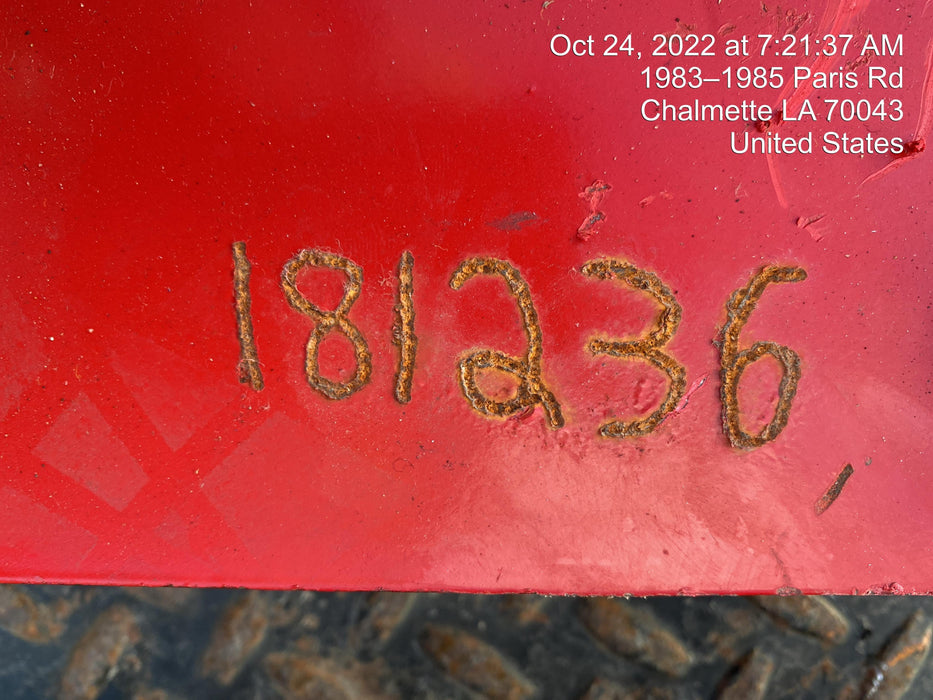 Oct 24, 2022 at 7:21:37 AM
1983–1985 Paris Rd
Chalmette LA 70043
United States
181236